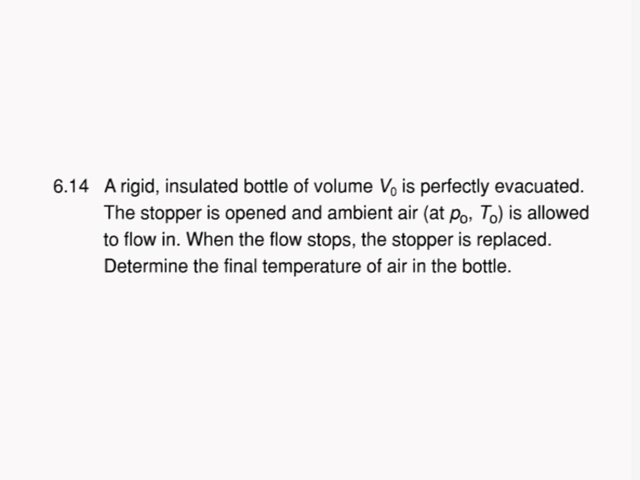 6.14 A rigid, insulated bottle of volume V₀ is perfectly evacuated.
The stopper is opened and ambient air (at p₀, T₀) is allowed
to flow in. When the flow stops, the stopper is replaced.
Determine the final temperature of air in the bottle.